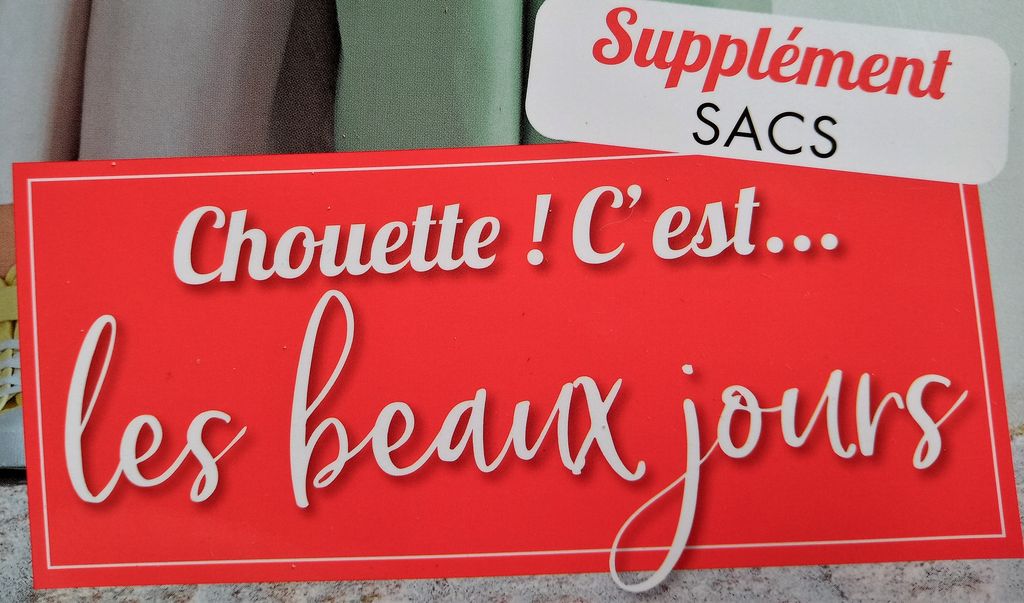 Supplément
SACS
Chouette ! C'est...
les beaux jours